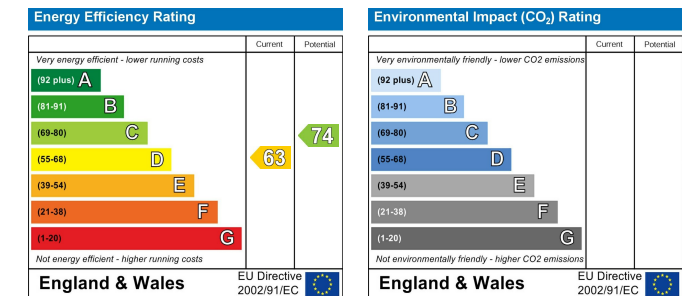 Energy Efficiency Rating
Current Potential
Very energy efficient - lower running costs
(92 plus) A
(81-91) B
(69-80) C
74
(55-68) D
63
(39-54) E
(21-38) F
(1-20) G
Not energy efficient - higher running costs
England & Wales
EU Directive
2002/91/EC
Environmental Impact (CO₂) Rating
Current Potential
Very environmentally friendly - lower CO2 emissions
(92 plus) A
(81-91) B
(69-80) C
(55-68) D
(39-54) E
(21-38) F
(1-20) G
Not environmentally friendly - higher CO2 emissions
England & Wales
EU Directive
2002/91/EC